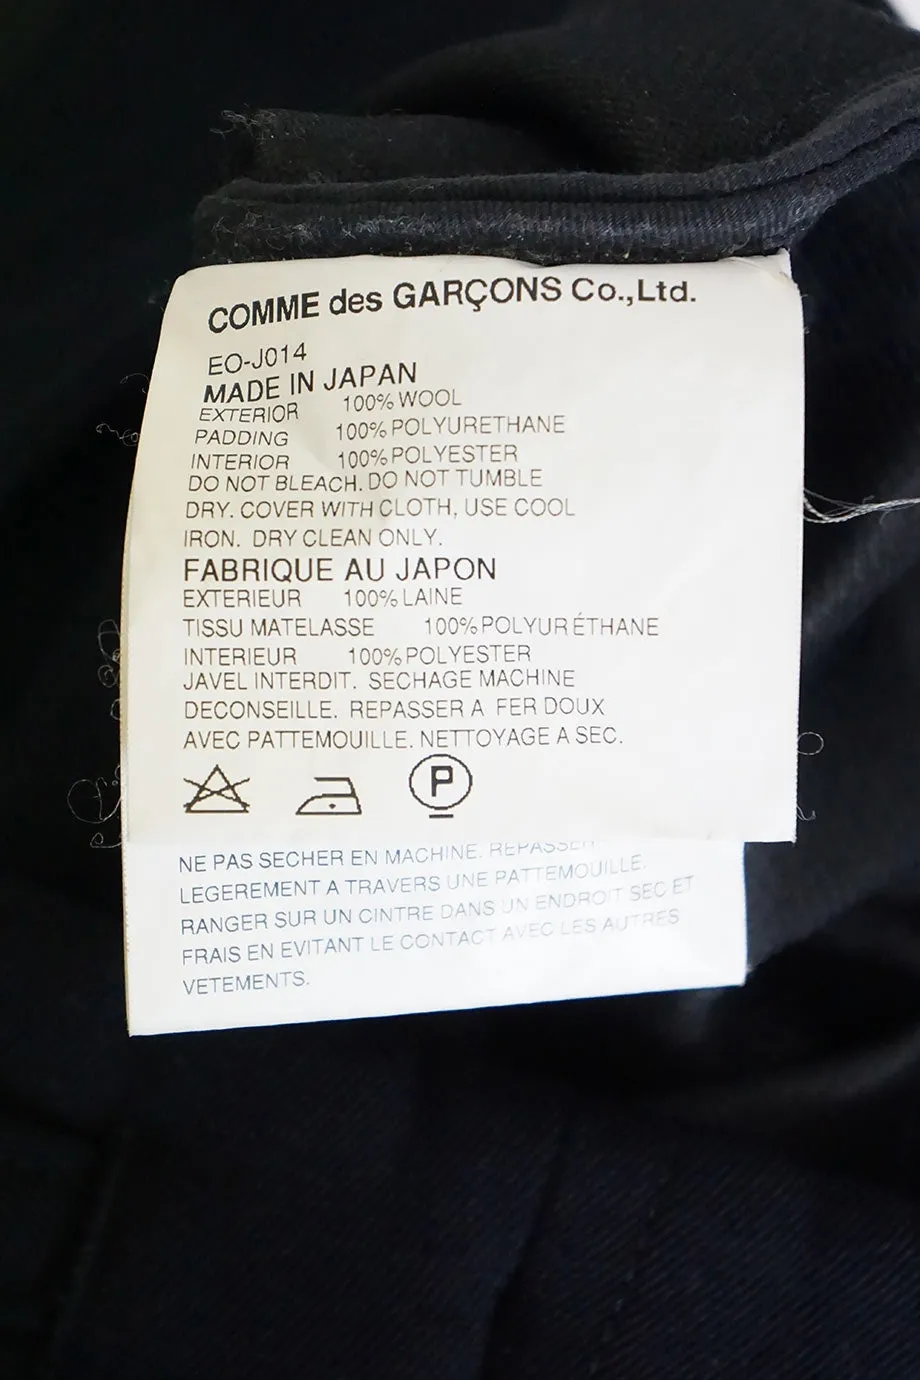 COMME des GARÇONS Co.,Ltd.
EO-J014
MADE IN JAPAN
EXTERIOR 100% WOOL
PADDING 100% POLYURETHANE
INTERIOR 100% POLYESTER
DO NOT BLEACH. DO NOT TUMBLE
DRY. COVER WITH CLOTH, USE COOL
IRON. DRY CLEAN ONLY.
FABRIQUE AU JAPON
EXTERIEUR 100% LAINE
TISSU MATELASSE 100% POLYURÉTHANE
INTERIEUR 100% POLYESTER
JAVEL INTERDIT. SECHAGE MACHINE
DECONSEILLE. REPASSER A FER DOUX
AVEC PATTEMOUILLE. NETTOYAGE A SEC.
P
NE PAS SECHER EN MACHINE. REPASSER
LEGEREMENT A TRAVERS UNE PATTEMOUILLE.
RANGER SUR UN CINTRE DANS UN ENDROIT SEC ET
FRAIS EN EVITANT LE CONTACT AVEC LES AUTRES
VETEMENTS.